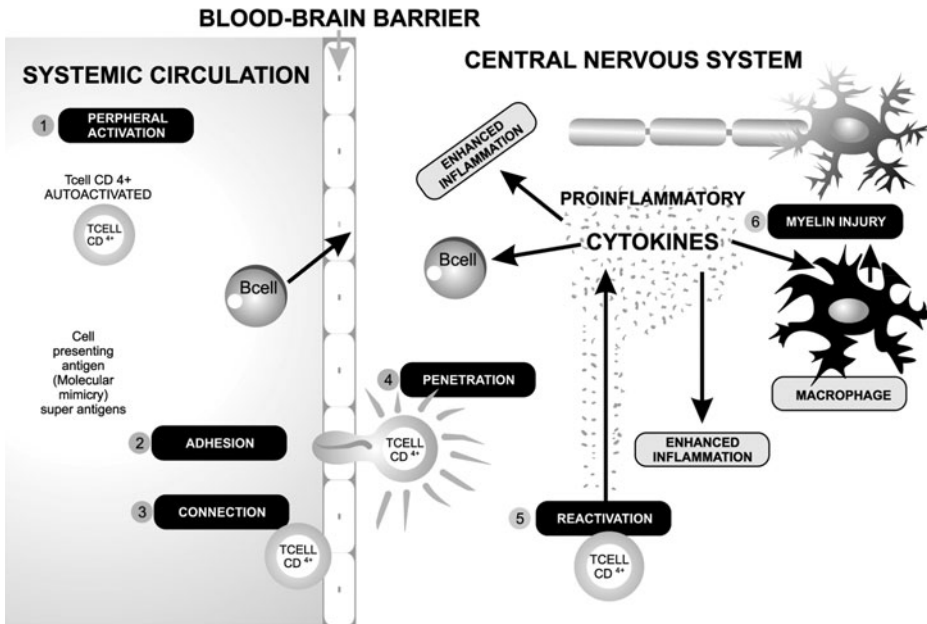 BLOOD-BRAIN BARRIER
SYSTEMIC CIRCULATION
1
PERPHERAL
ACTIVATION
Tcell CD 4+
AUTOACTIVATED
TCELL
CD 4+
Bcell
Cell
presenting
antigen
(Molecular
mimicry)
super antigens
2
ADHESION
3
CONNECTION
TCELL
CD 4+
CENTRAL NERVOUS SYSTEM
ENHANCED
INFLAMMATION
PROINFLAMMATORY
CYTOKINES
Bcell
4
PENETRATION
TCELL
CD 4+
ENHANCED
INFLAMMATION
5
REACTIVATION
TCELL
CD 4+
6
MYELIN INJURY
MACROPHAGE